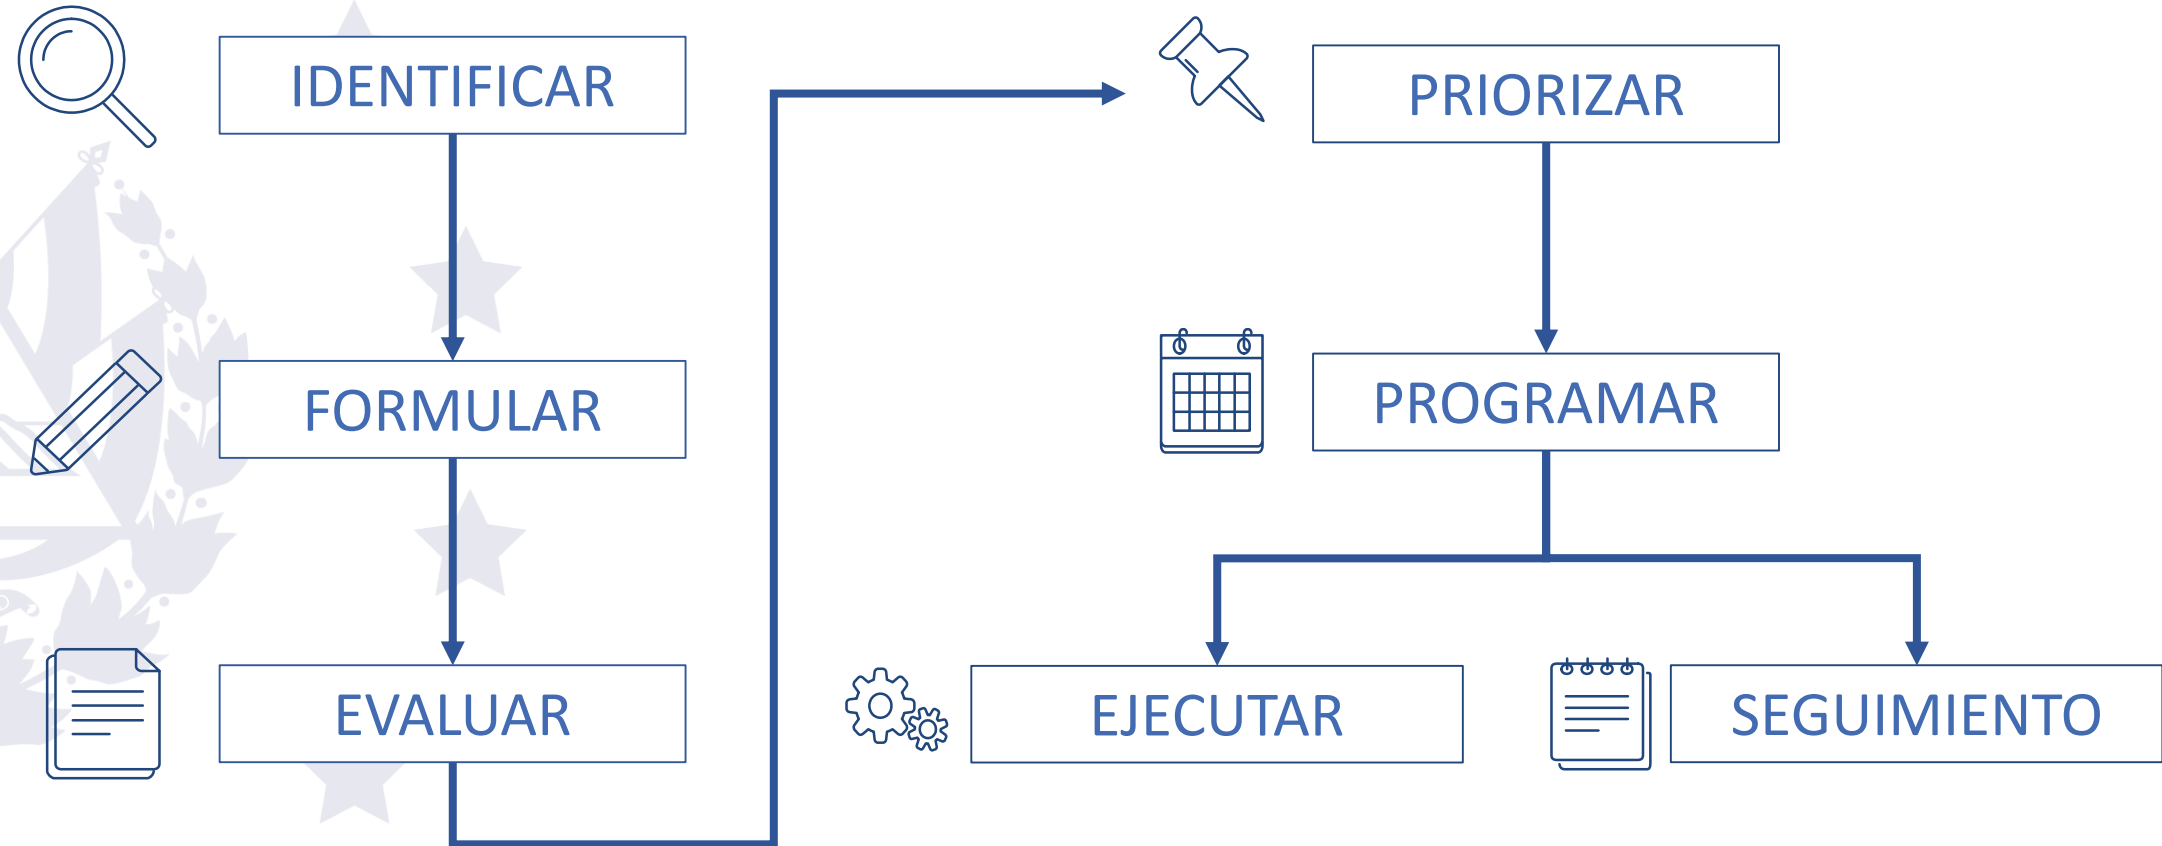 IDENTIFICAR
FORMULAR
EVALUAR
PRIORIZAR
PROGRAMAR
EJECUTAR
SEGUIMIENTO